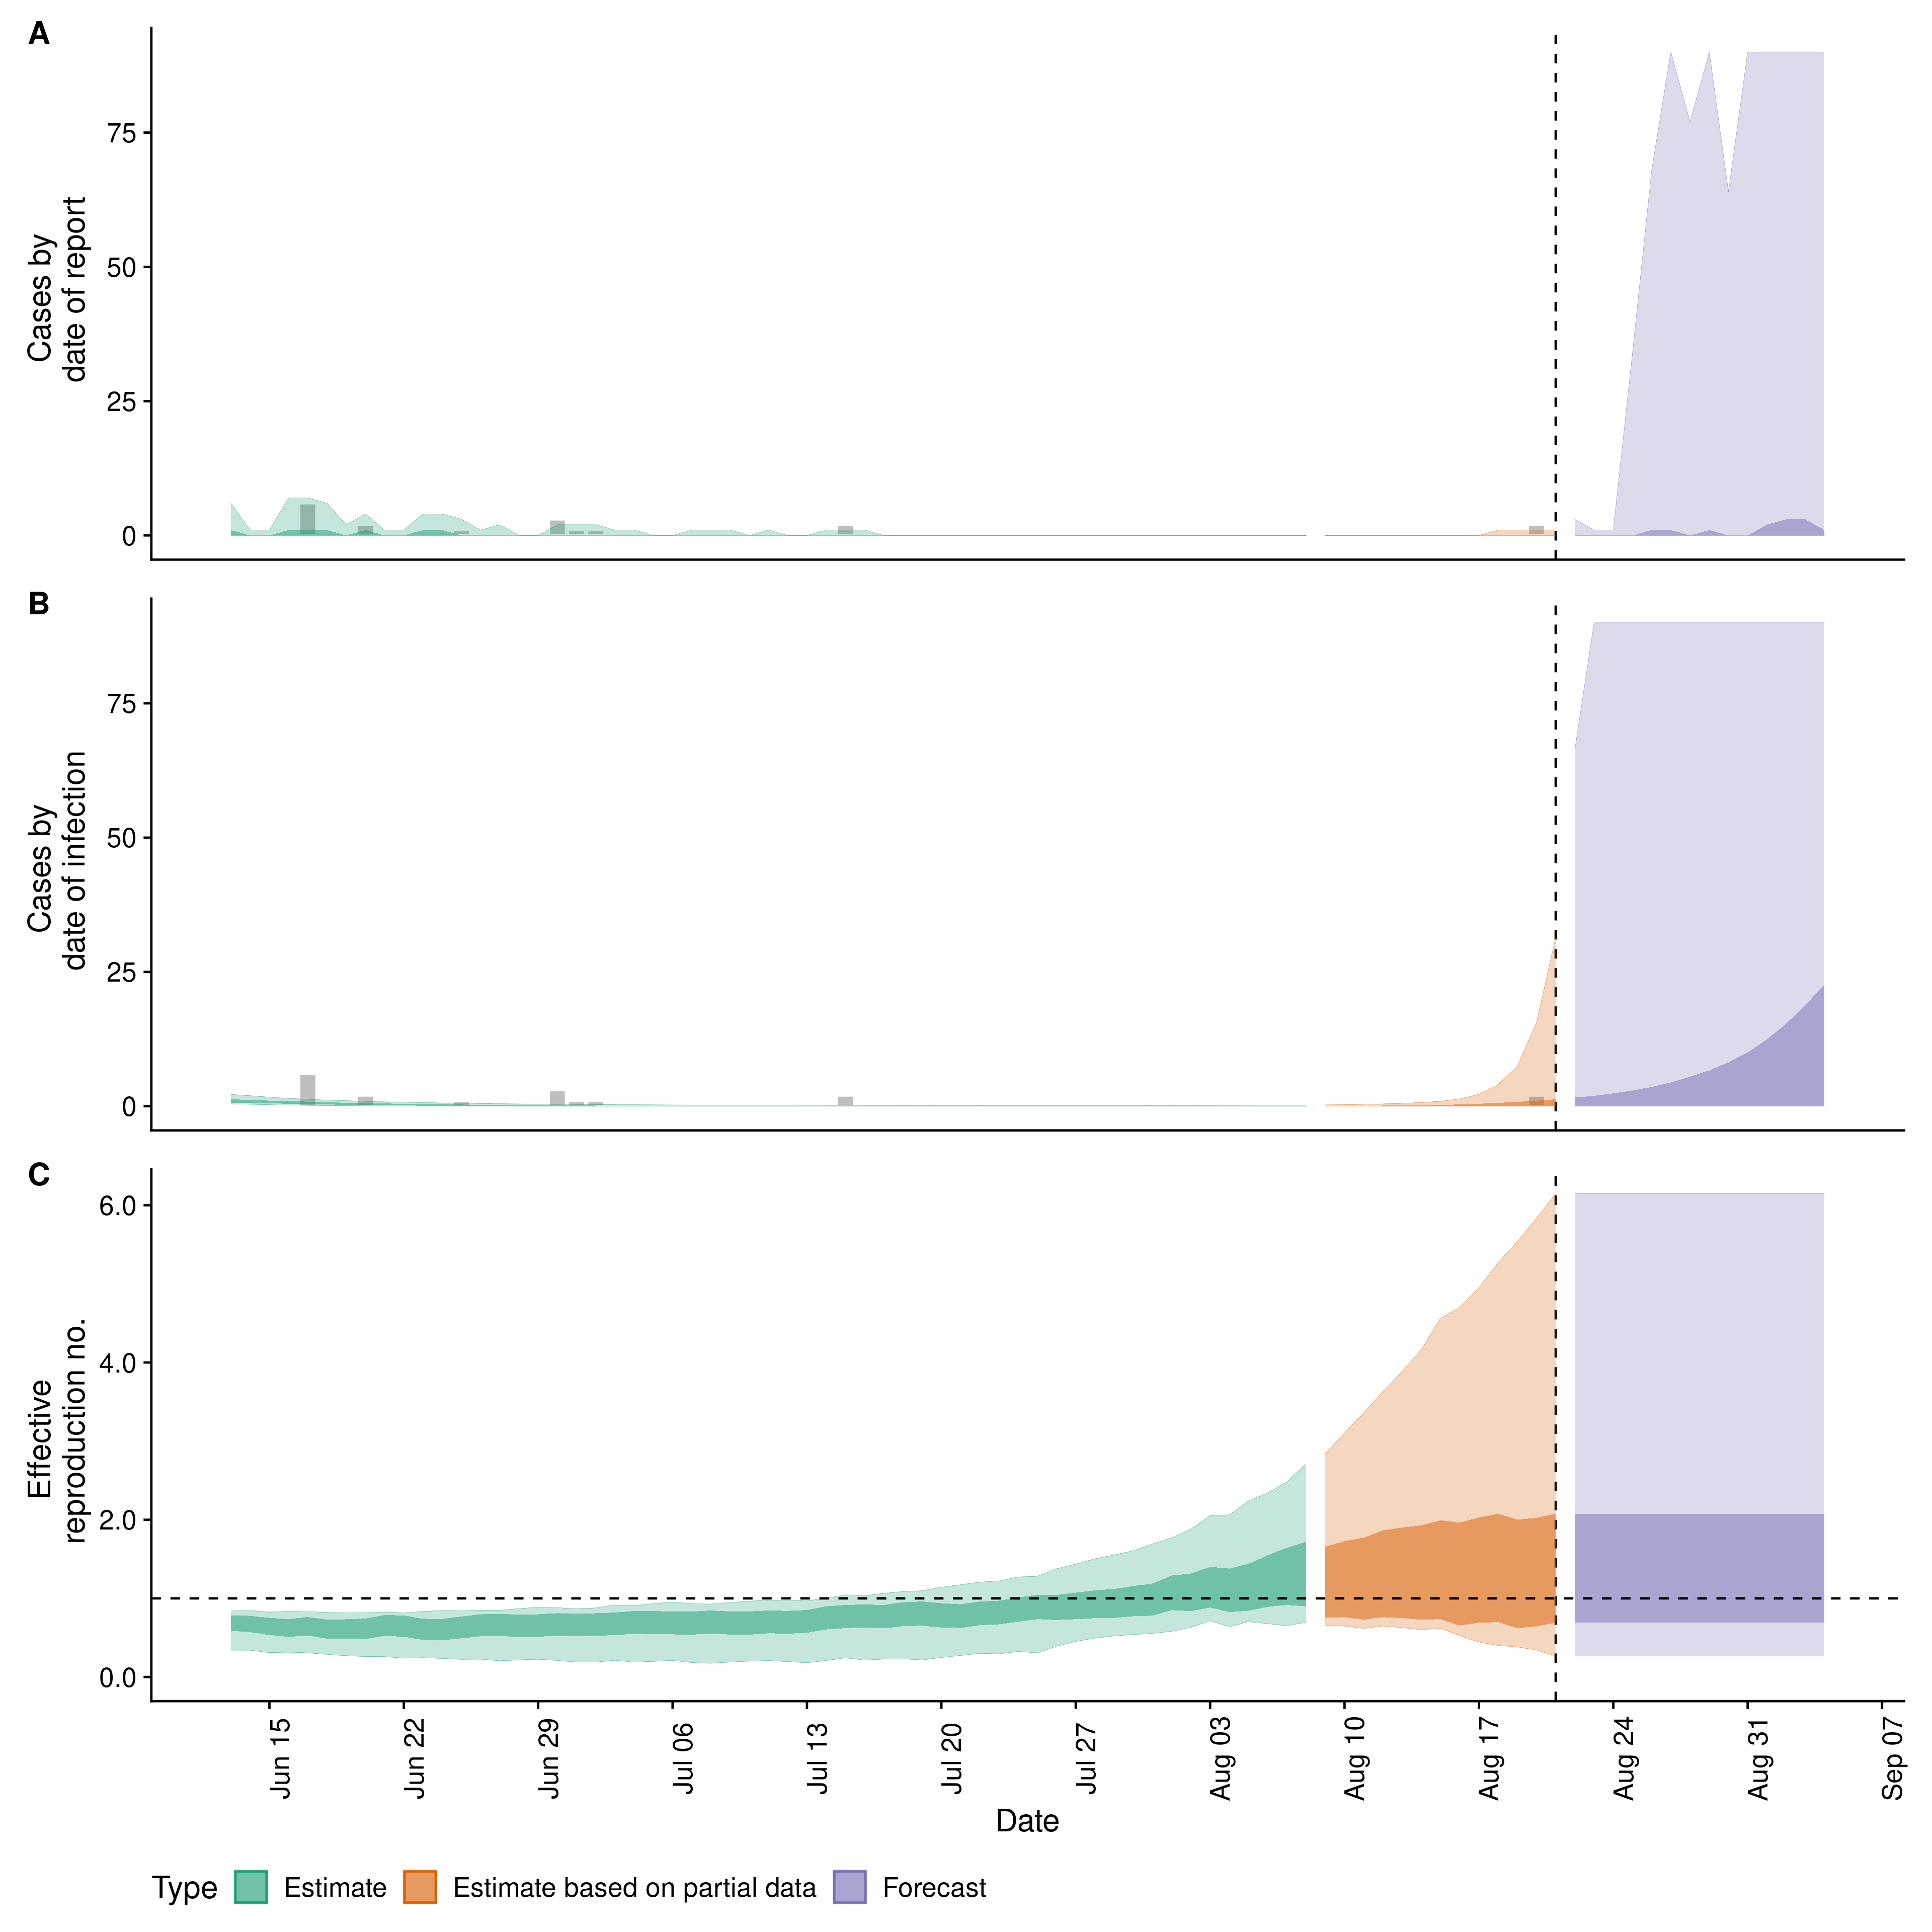 A
Cases by
date of report
75
50
25
0
B
Cases by
date of infection
75
50
25
0
C
Effective
reproduction no.
6.0
4.0
2.0
0.0
Jun 15
Jun 22
Jun 29
Jul 06
Jul 13
Jul 20
Jul 27
Aug 03
Aug 10
Aug 17
Aug 24
Aug 31
Sep 07
Date
Type Estimate Estimate based on partial data Forecast